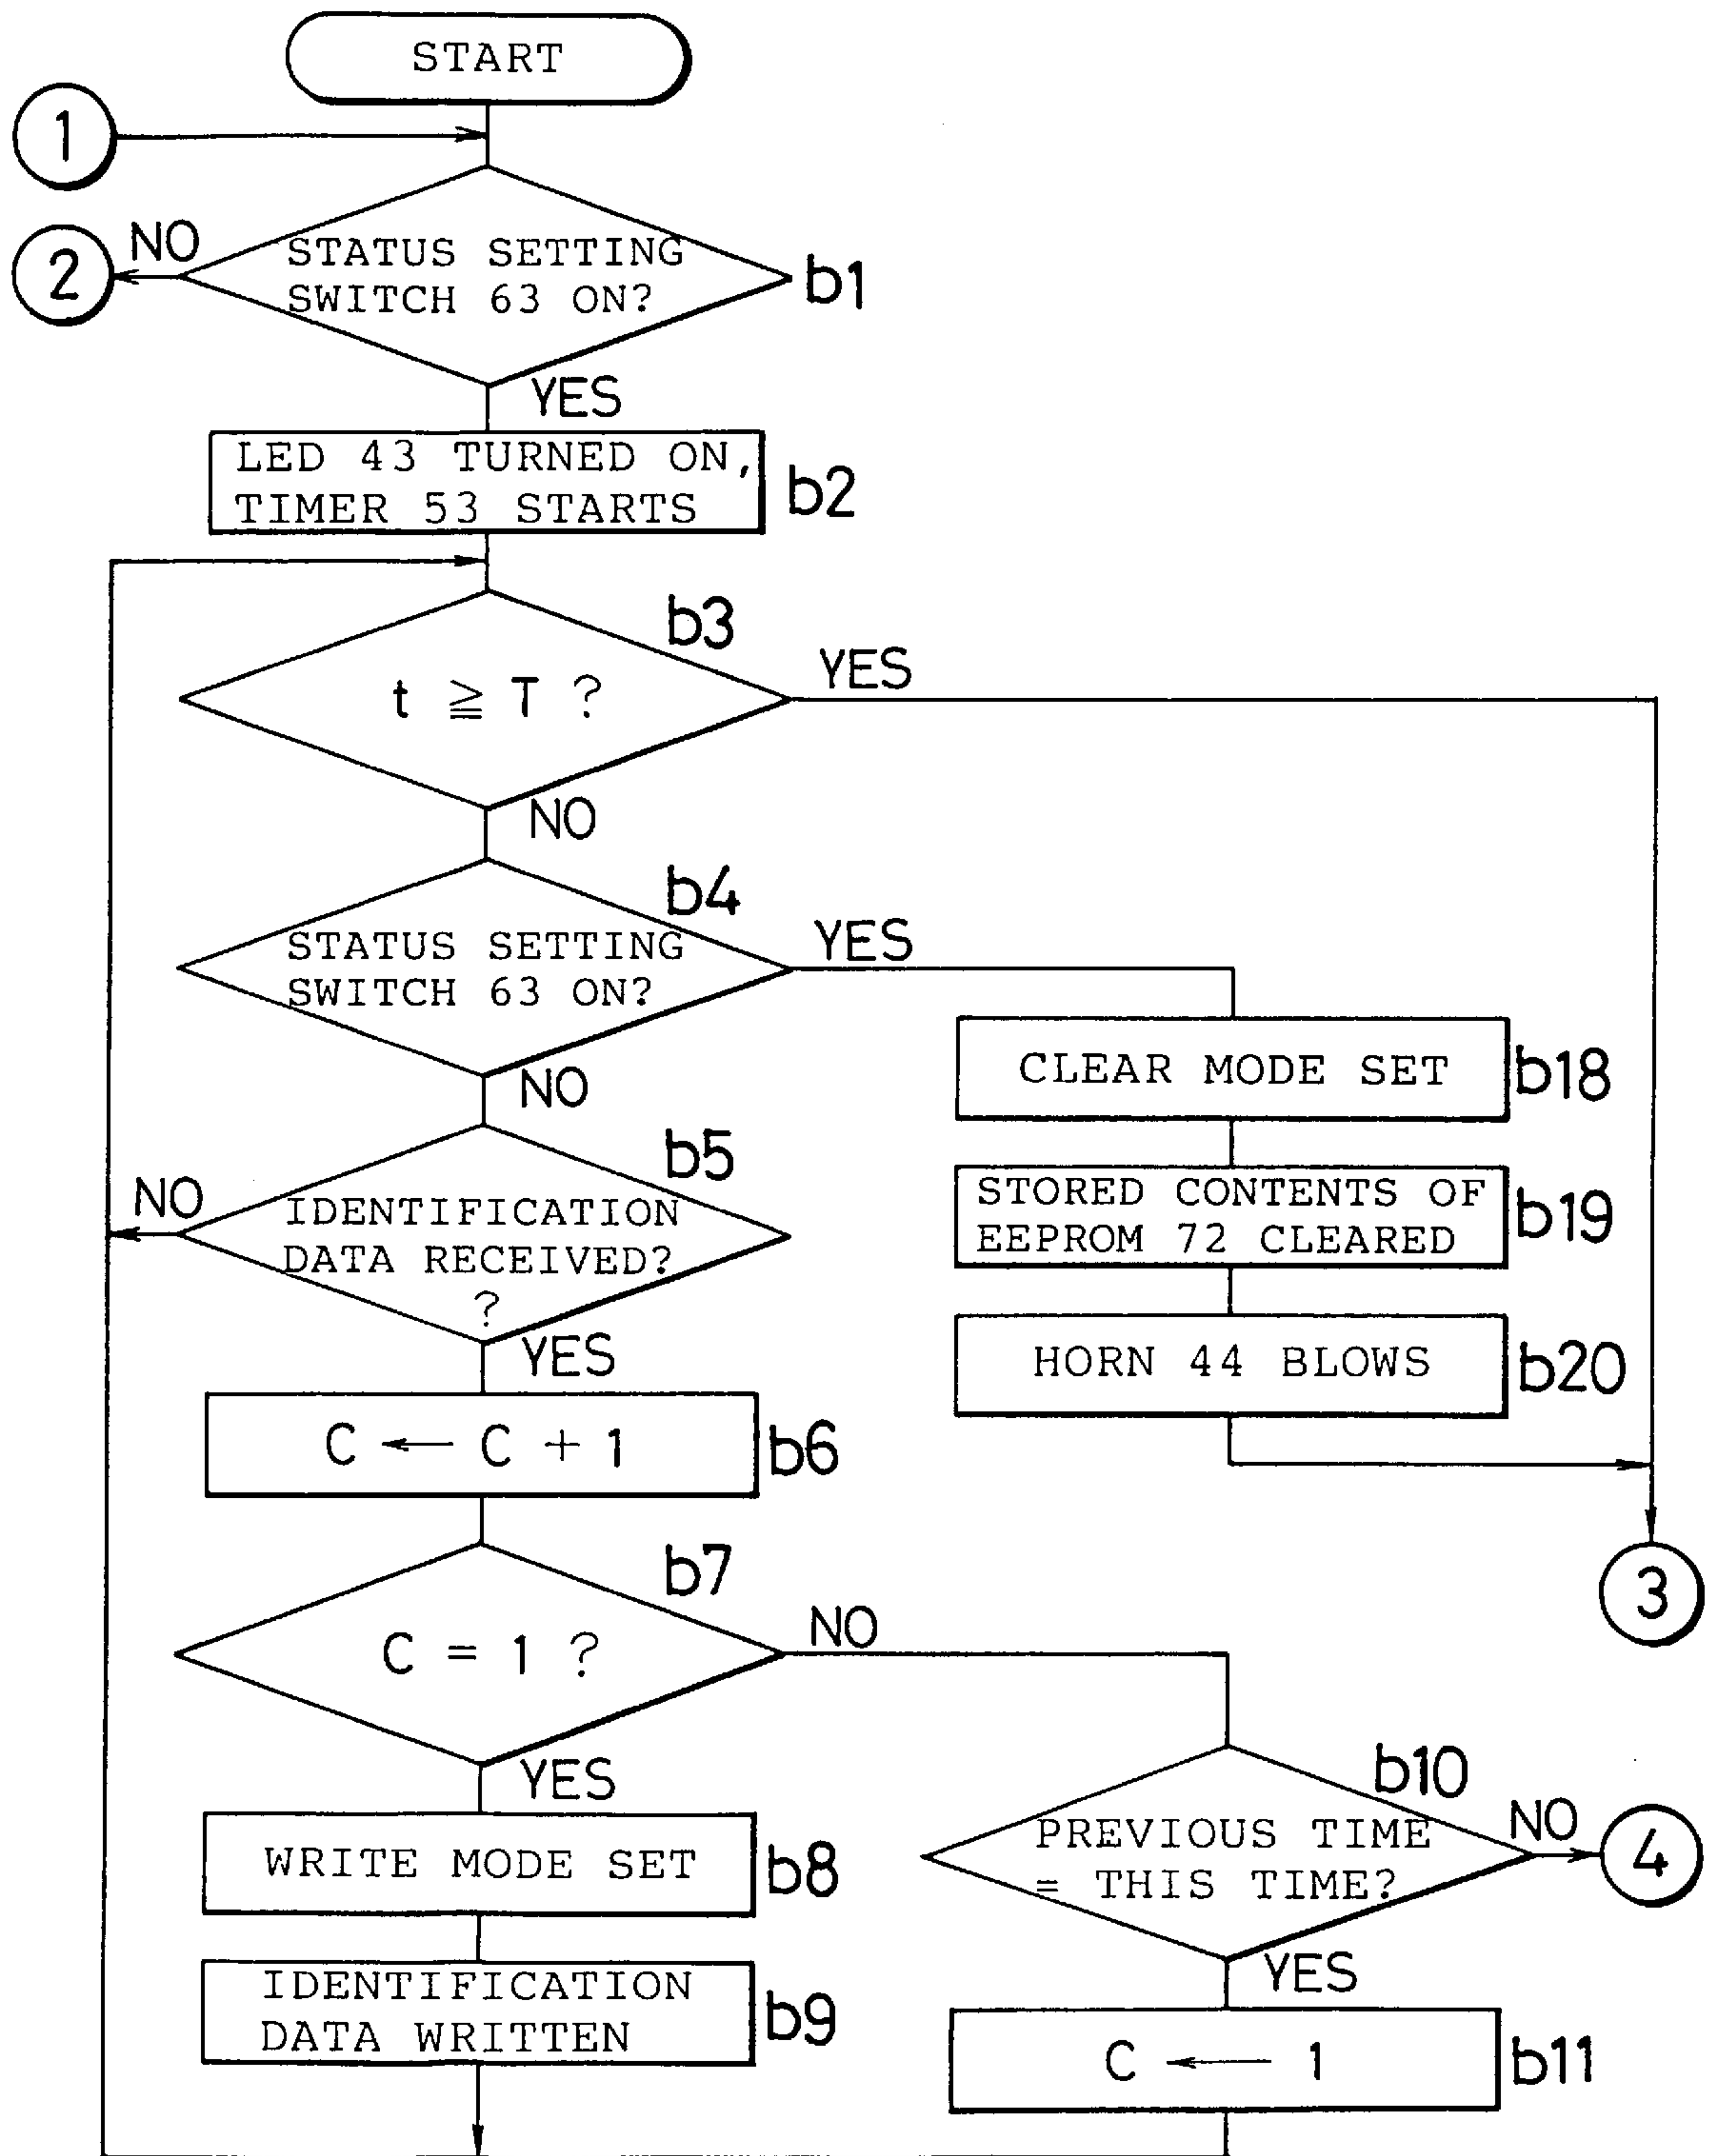 START
1
2
NO
STATUS SETTING
SWITCH 63 ON?
b1
YES
LED 43 TURNED ON,
TIMER 53 STARTS
b2
b3
t ≧ T ?
YES
NO
b4
STATUS SETTING
SWITCH 63 ON?
YES
NO
CLEAR MODE SET
b18
b5
NO
IDENTIFICATION
DATA RECEIVED?
?
YES
STORED CONTENTS OF
EEPROM 72 CLEARED
b19
HORN 44 BLOWS
b20
C ← C + 1
b6
3
b7
C = 1 ?
NO
YES
b10
PREVIOUS TIME
= THIS TIME?
NO
4
YES
WRITE MODE SET
b8
IDENTIFICATION
DATA WRITTEN
b9
C ← 1
b11